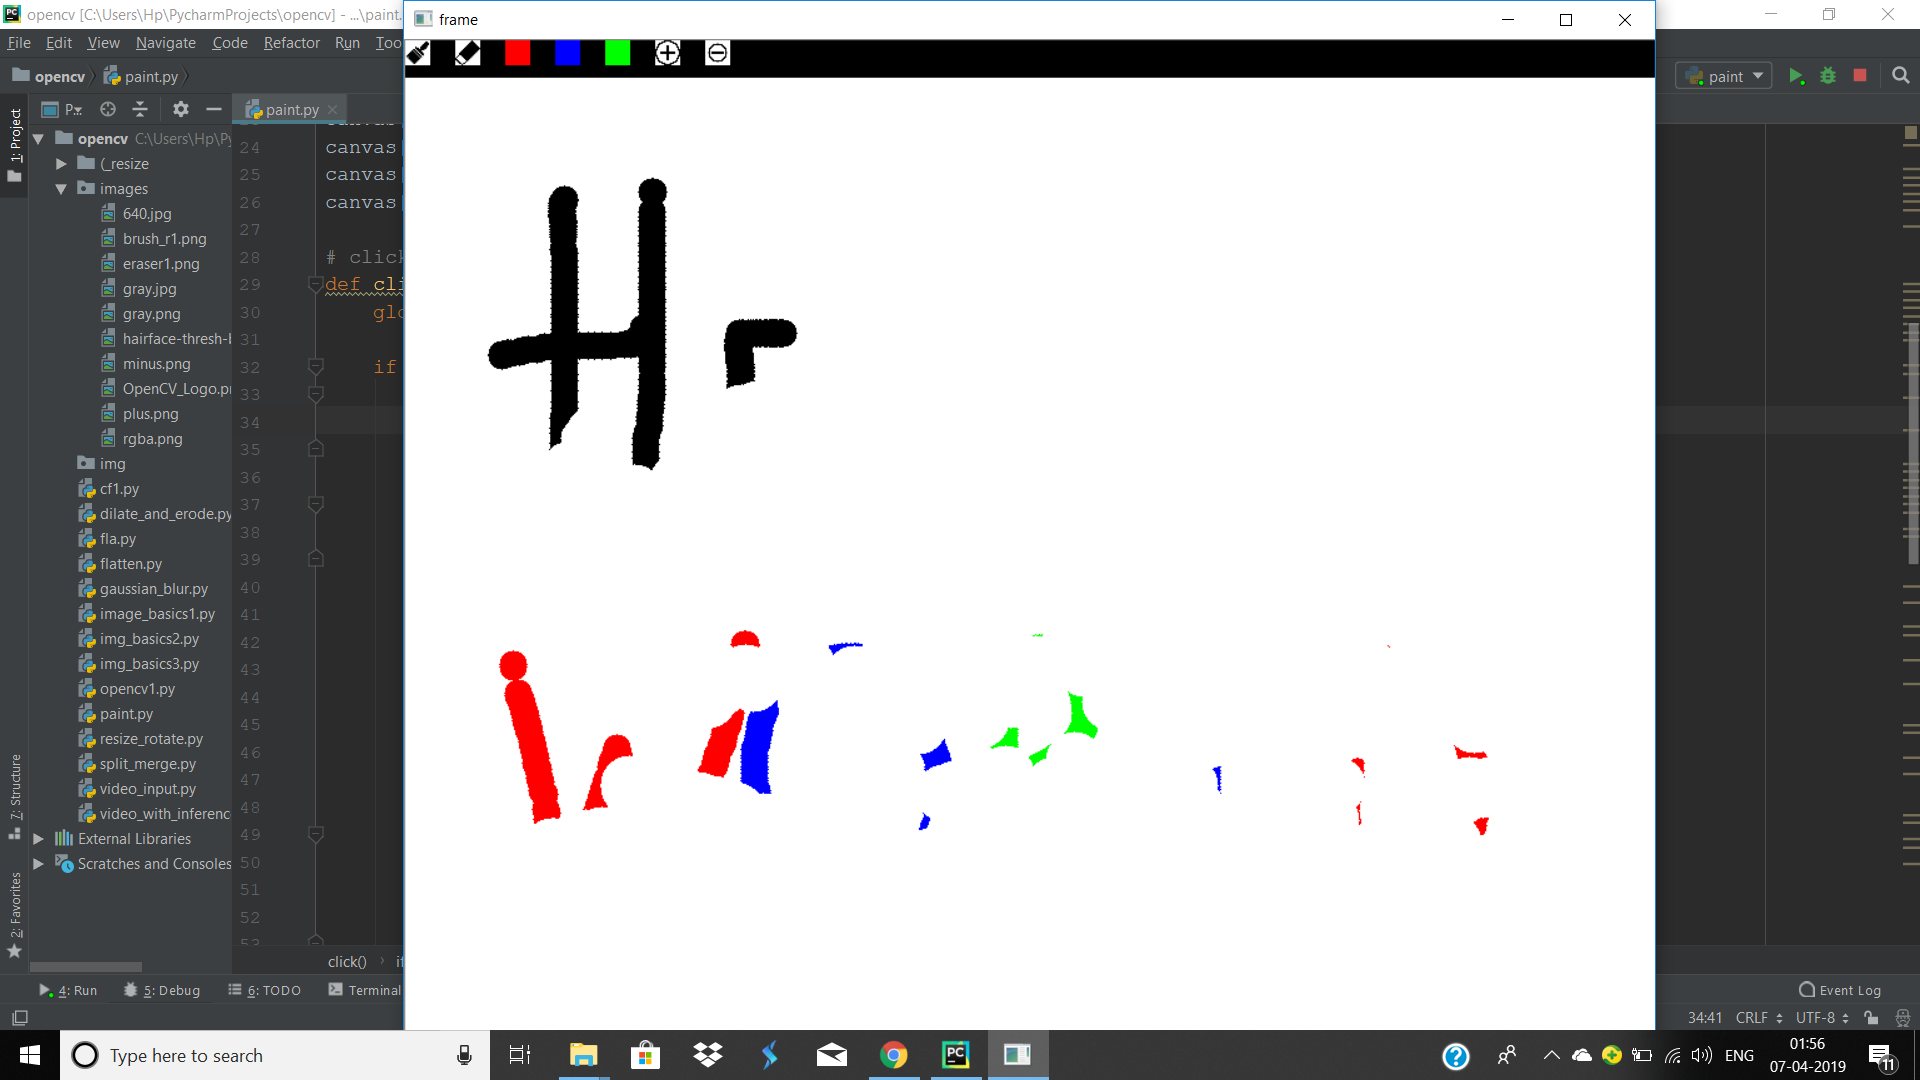 opencv [C:\Users\Hp\PycharmProjects\opencv] - ...\paint.
frame
File Edit View Navigate Code Refactor Run Too
opencv paint.py
paint
P..
paint.py
1: Project
opencv C:\Users\Hp\Py
(_resize
images
640.jpg
brush_r1.png
eraser1.png
gray.jpg
gray.png
hairface-thresh-b
minus.png
OpenCV_Logo.pr
plus.png
rgba.png
img
cf1.py
dilate_and_erode.py
fla.py
flatten.py
gaussian_blur.py
image_basics1.py
img_basics2.py
img_basics3.py
opencv1.py
paint.py
resize_rotate.py
split_merge.py
video_input.py
video_with_inferenc
External Libraries
Scratches and Consoles
7: Structure
2: Favorites
24 canvas
25 canvas
26 canvas
27
28 # click
29 def cli
30 glo
31
32 if
33
34
35
36
37
38
39
40
41
42
43
44
45
46
47
48
49
50
51
52
53
H
click() if
4: Run 5: Debug 6: TODO Terminal
Event Log
34:41 CRLF UTF-8
Type here to search
ENG
01:56
07-04-2019
11